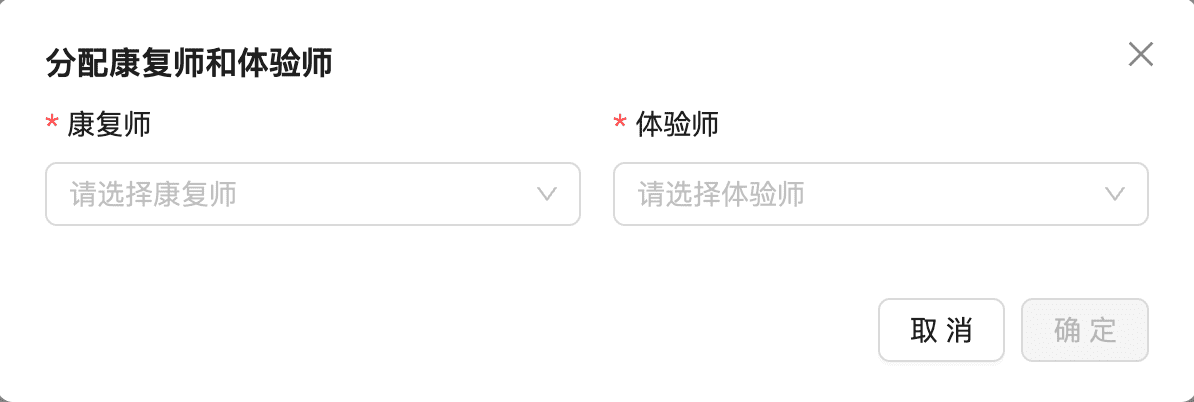 分配康复师和体验师
* 康复师
* 体验师
请选择康复师
请选择体验师
取 消
确 定